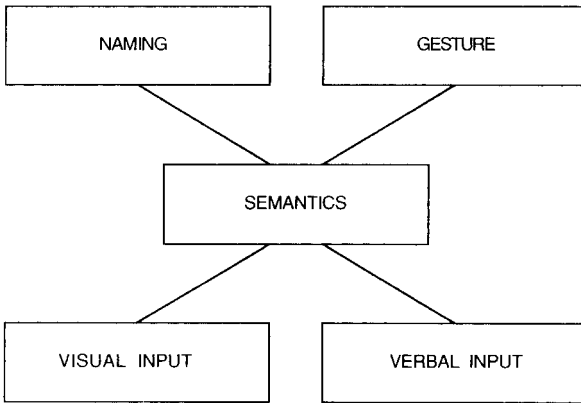 NAMING
GESTURE
SEMANTICS
VISUAL INPUT
VERBAL INPUT